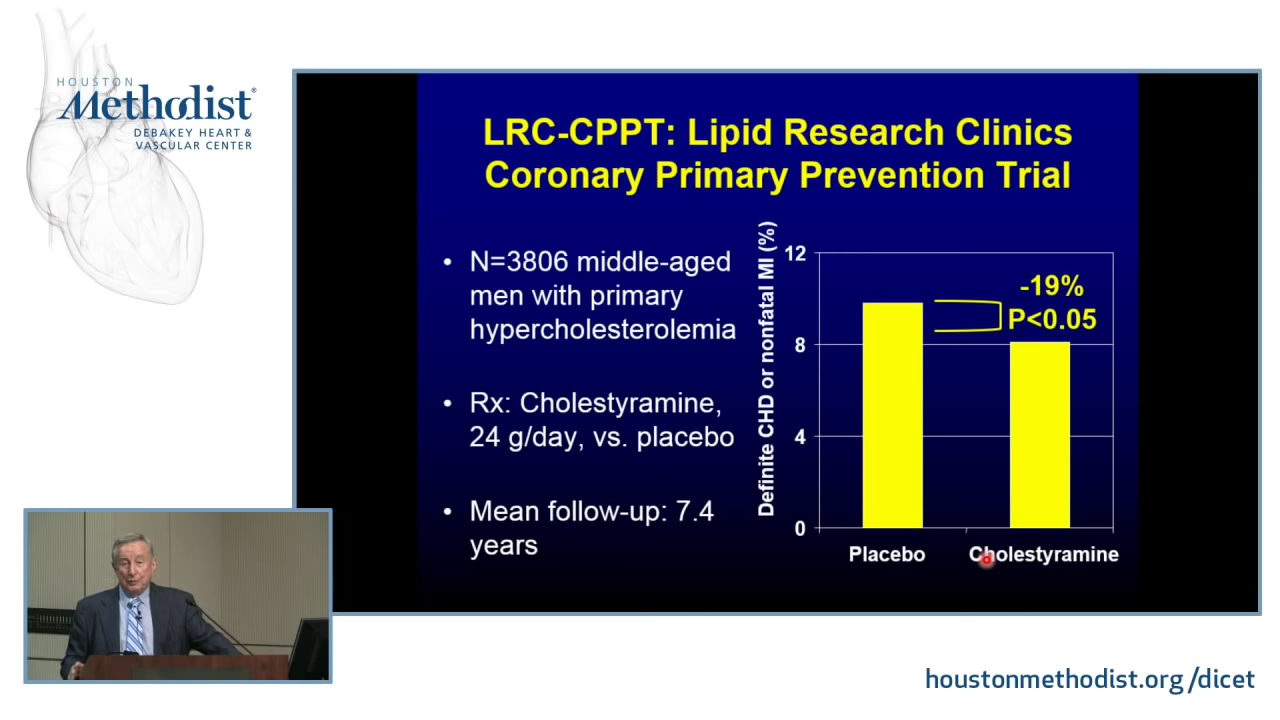 HOUSTON
Methodist®
DEBAKEY HEART &
VASCULAR CENTER
LRC-CPPT: Lipid Research Clinics
Coronary Primary Prevention Trial
• N=3806 middle-aged
men with primary
hypercholesterolemia
• Rx: Cholestyramine,
24 g/day, vs. placebo
• Mean follow-up: 7.4
years
Definite CHD or nonfatal MI (%)
12
8
4
0
-19%
P<0.05
Placebo
Cholestyramine
houstonmethodist.org/dicet